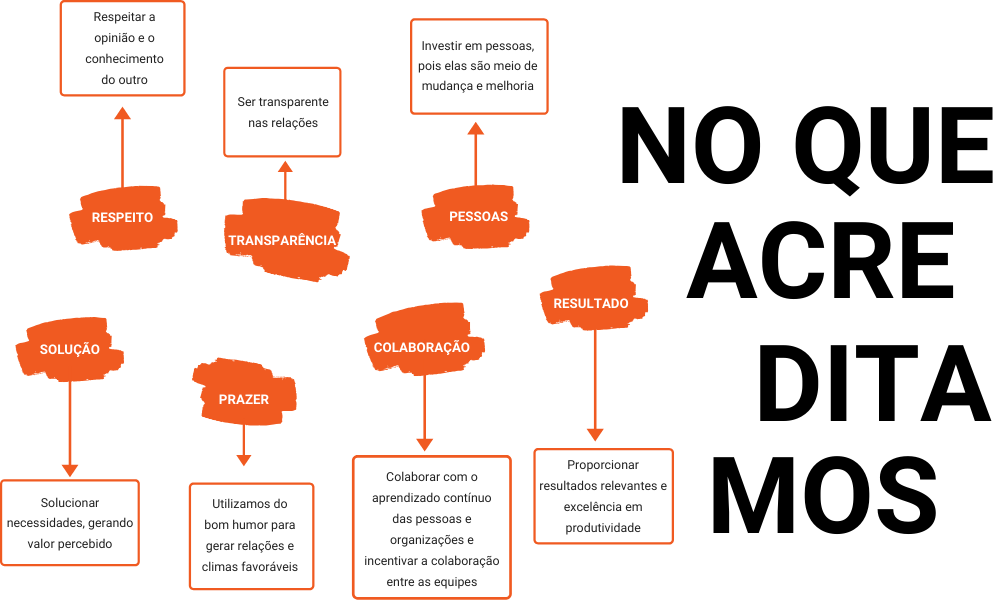 Respeitar a
opinião e o
conhecimento
do outro
RESPEITO
Ser transparente
nas relações
TRANSPARÊNCIA
Investir em pessoas,
pois elas são meio de
mudança e melhoria
PESSOAS
NO QUE
ACRE
DITA
MOS
SOLUÇÃO
Solucionar
necessidades, gerando
valor percebido
PRAZER
Utilizamos do
bom humor para
gerar relações e
climas favoráveis
COLABORAÇÃO
Colaborar com o
aprendizado contínuo
das pessoas e
organizações e
incentivar a colaboração
entre as equipes
RESULTADO
Proporcionar
resultados relevantes e
excelência em
produtividade